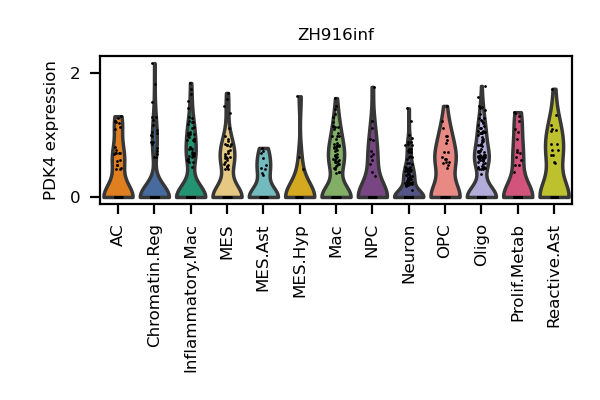 ZH916inf
PDK4 expression
2
0
AC
Chromatin.Reg
Inflammatory.Mac
MES
MES.Ast
MES.Hyp
Mac
NPC
Neuron
OPC
Oligo
Prolif.Metab
Reactive.Ast